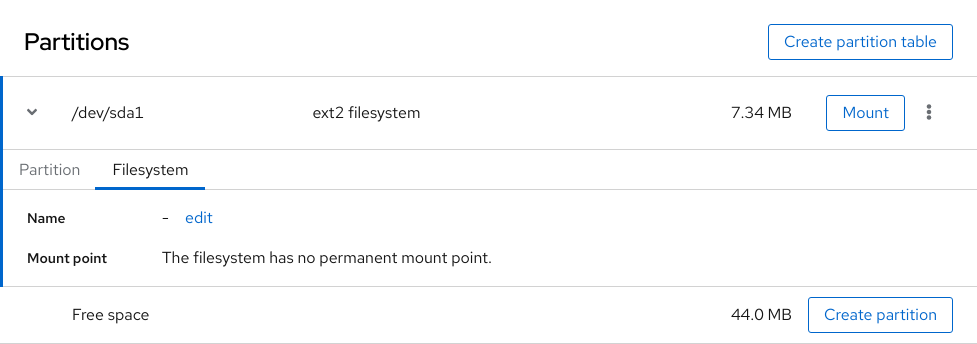 Partitions
Create partition table
/dev/sda1 ext2 filesystem 7.34 MB Mount
Partition Filesystem
Name - edit
Mount point The filesystem has no permanent mount point.
Free space 44.0 MB Create partition